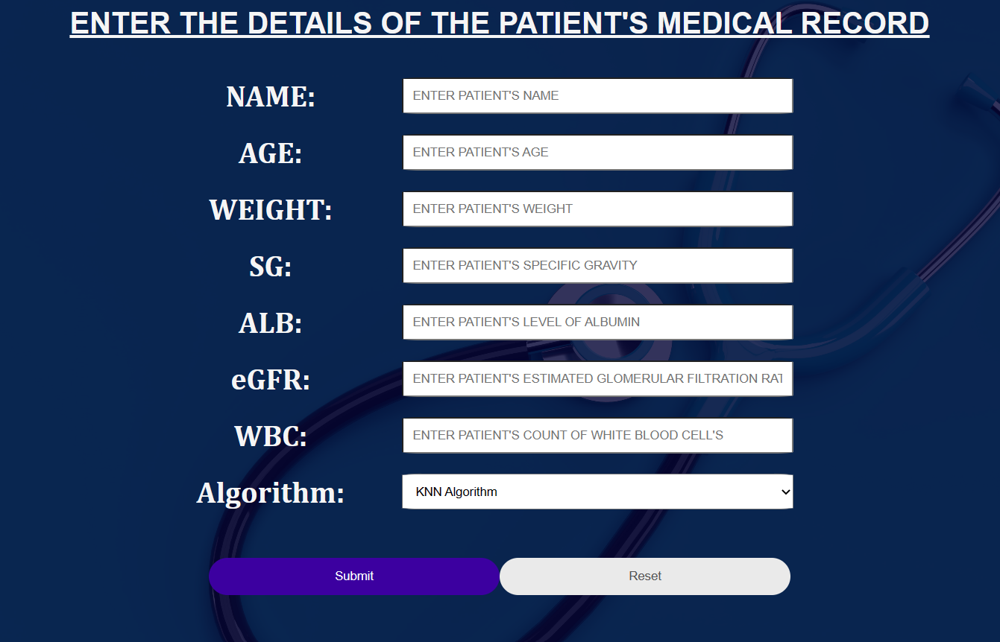 ENTER THE DETAILS OF THE PATIENT'S MEDICAL RECORD
NAME: ENTER PATIENT'S NAME
AGE: ENTER PATIENT'S AGE
WEIGHT: ENTER PATIENT'S WEIGHT
SG: ENTER PATIENT'S SPECIFIC GRAVITY
ALB: ENTER PATIENT'S LEVEL OF ALBUMIN
eGFR: ENTER PATIENT'S ESTIMATED GLOMERULAR FILTRATION RAT
WBC: ENTER PATIENT'S COUNT OF WHITE BLOOD CELL'S
Algorithm: KNN Algorithm
Submit Reset